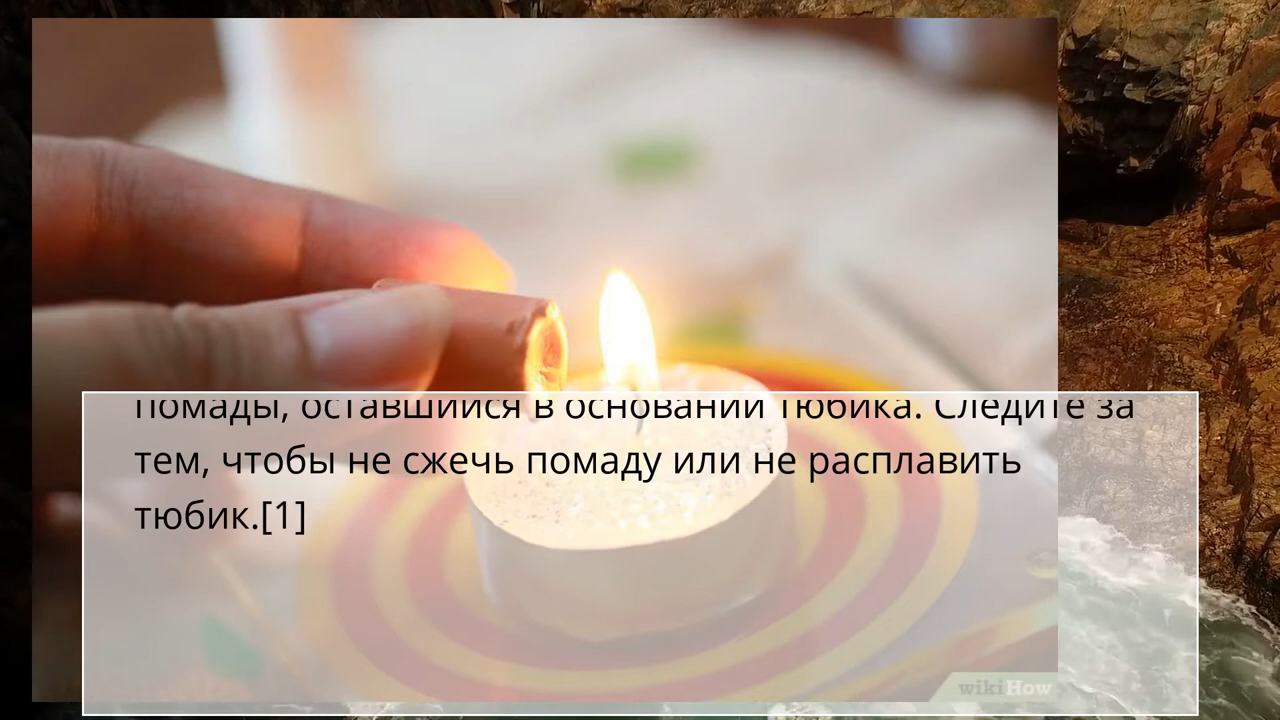 помады, оставшийся в основании тюбика. Следите за
тем, чтобы не сжечь помаду или не расплавить
тюбик.[1]
wikiHow